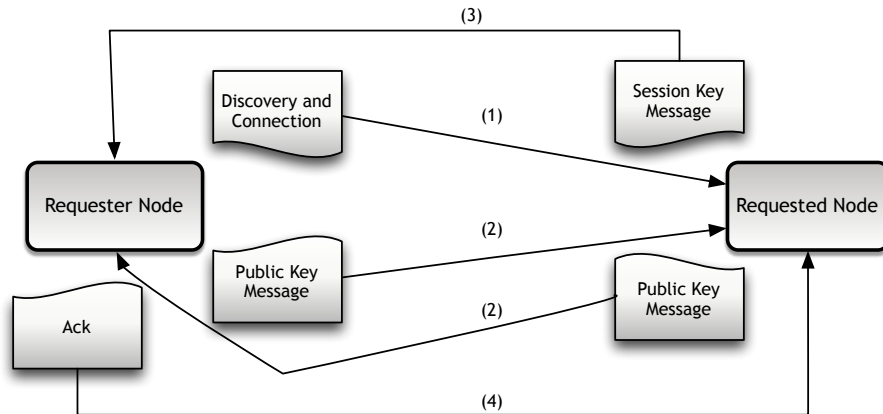 (3)
Discovery and
Connection
(1)
Session Key
Message
Requester Node
Requested Node
(2)
Public Key
Message
(2)
Public Key
Message
Ack
(4)